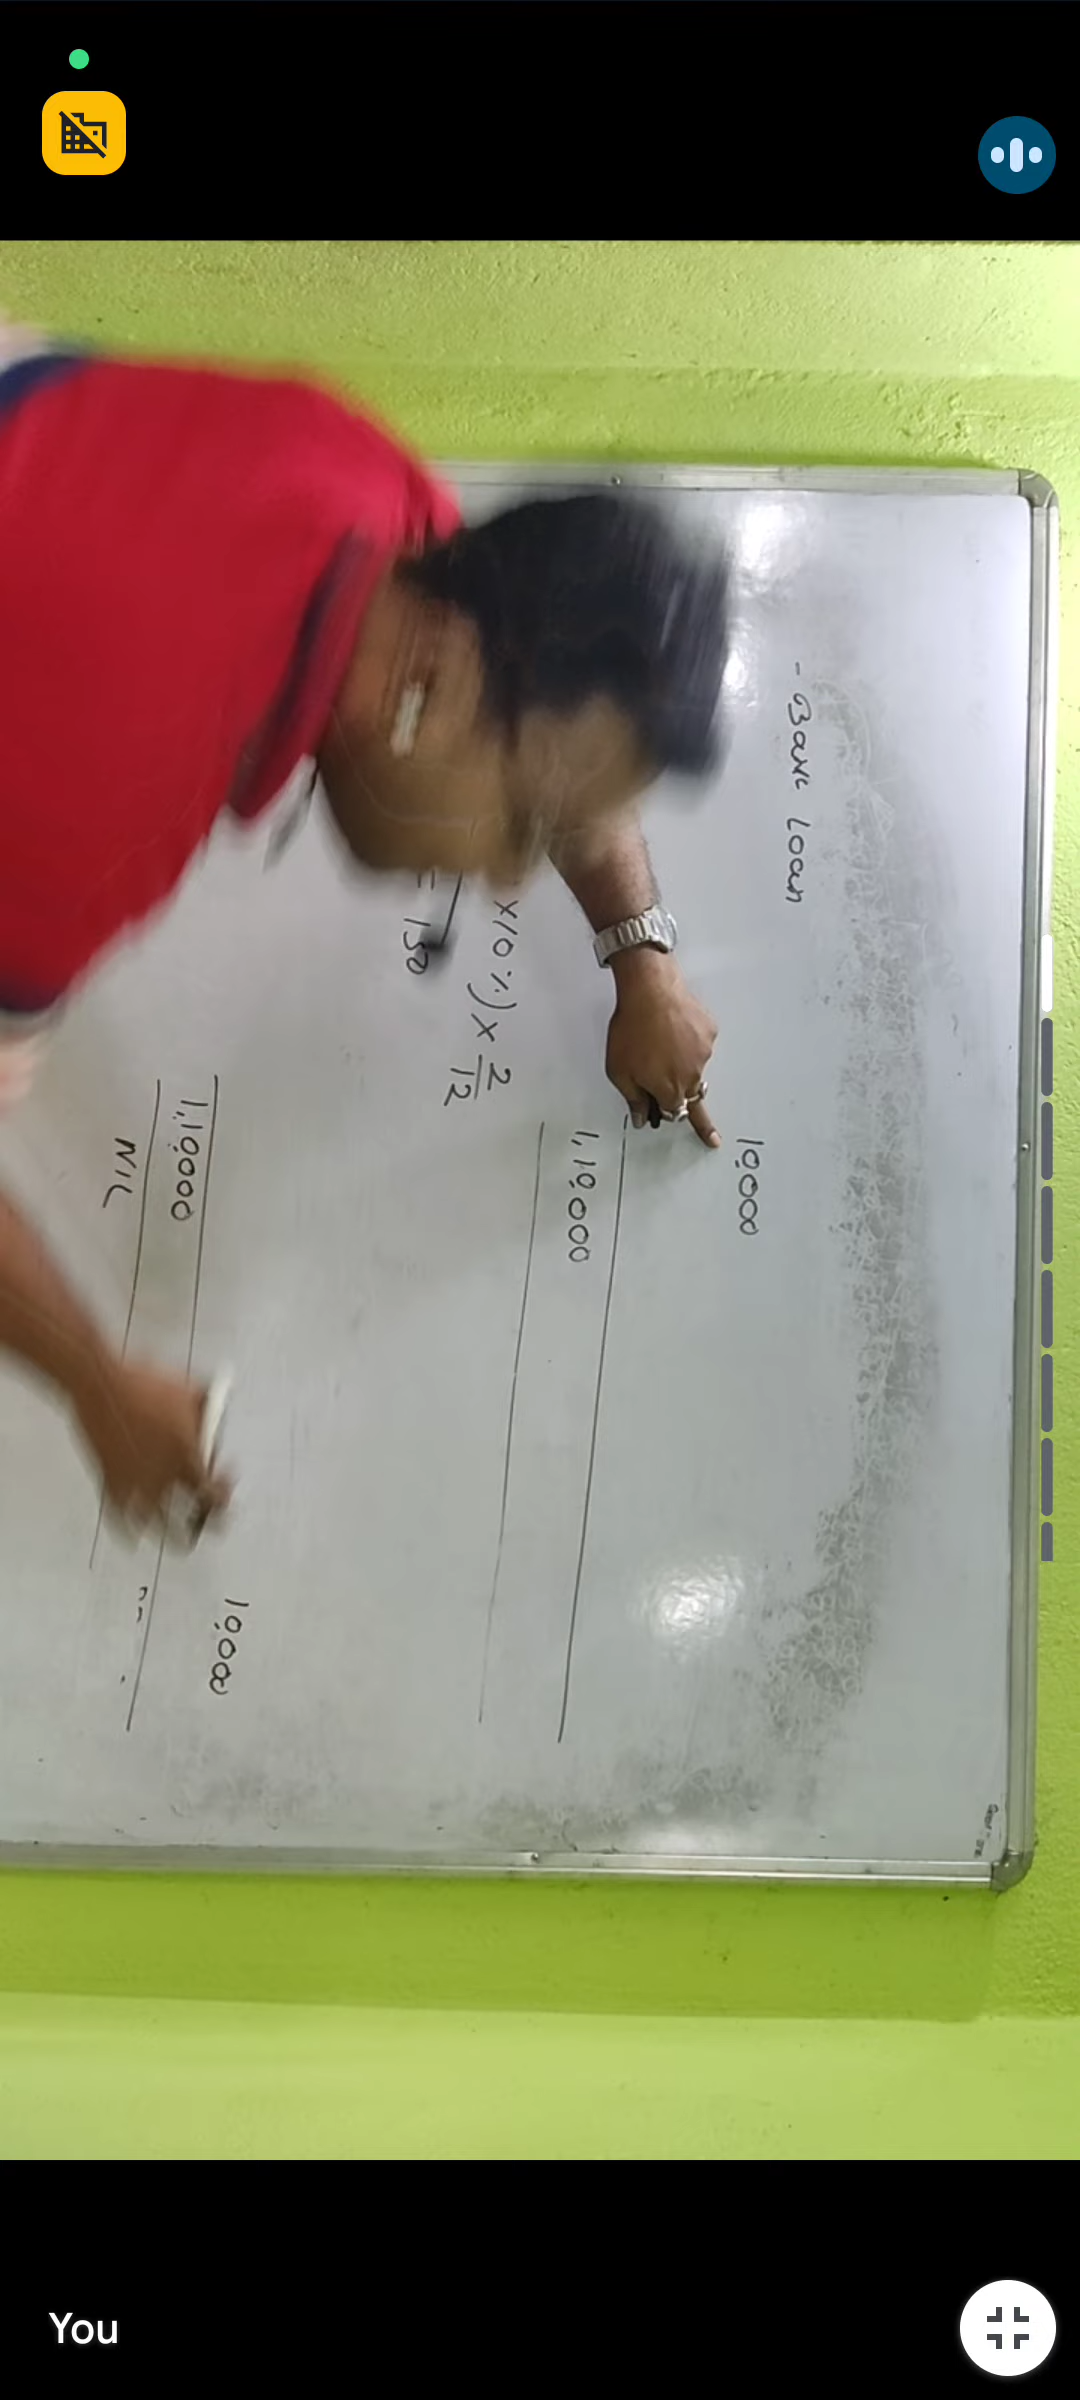 - Bank loan
10,000
1,10,000
x10%) x 2/12
= 150
10,000
1,10,000
NIL
You